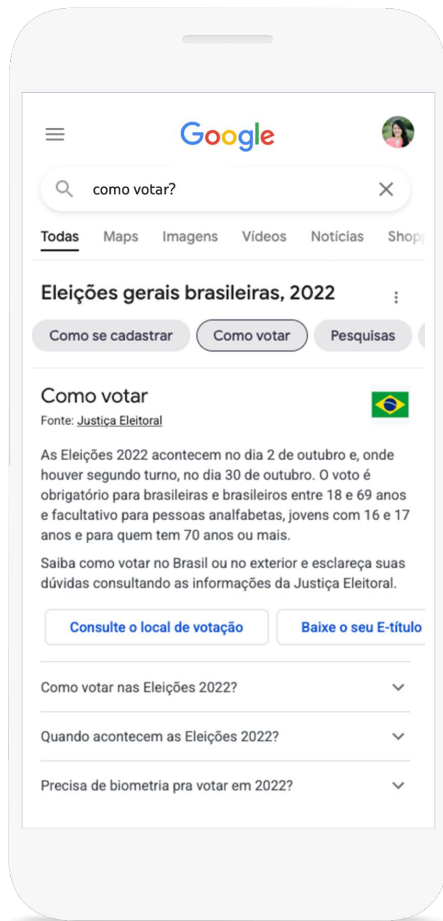 Google
como votar?
Todas Maps Imagens Vídeos Notícias Shop
Eleições gerais brasileiras, 2022
Como se cadastrar Como votar Pesquisas
Como votar
Fonte: Justiça Eleitoral
As Eleições 2022 acontecem no dia 2 de outubro e, onde
houver segundo turno, no dia 30 de outubro. O voto é
obrigatório para brasileiras e brasileiros entre 18 e 69 anos
e facultativo para pessoas analfabetas, jovens com 16 e 17
anos e para quem tem 70 anos ou mais.
Saiba como votar no Brasil ou no exterior e esclareça suas
dúvidas consultando as informações da Justiça Eleitoral.
Consulte o local de votação Baixe o seu E-título
Como votar nas Eleições 2022?
Quando acontecem as Eleições 2022?
Precisa de biometria pra votar em 2022?